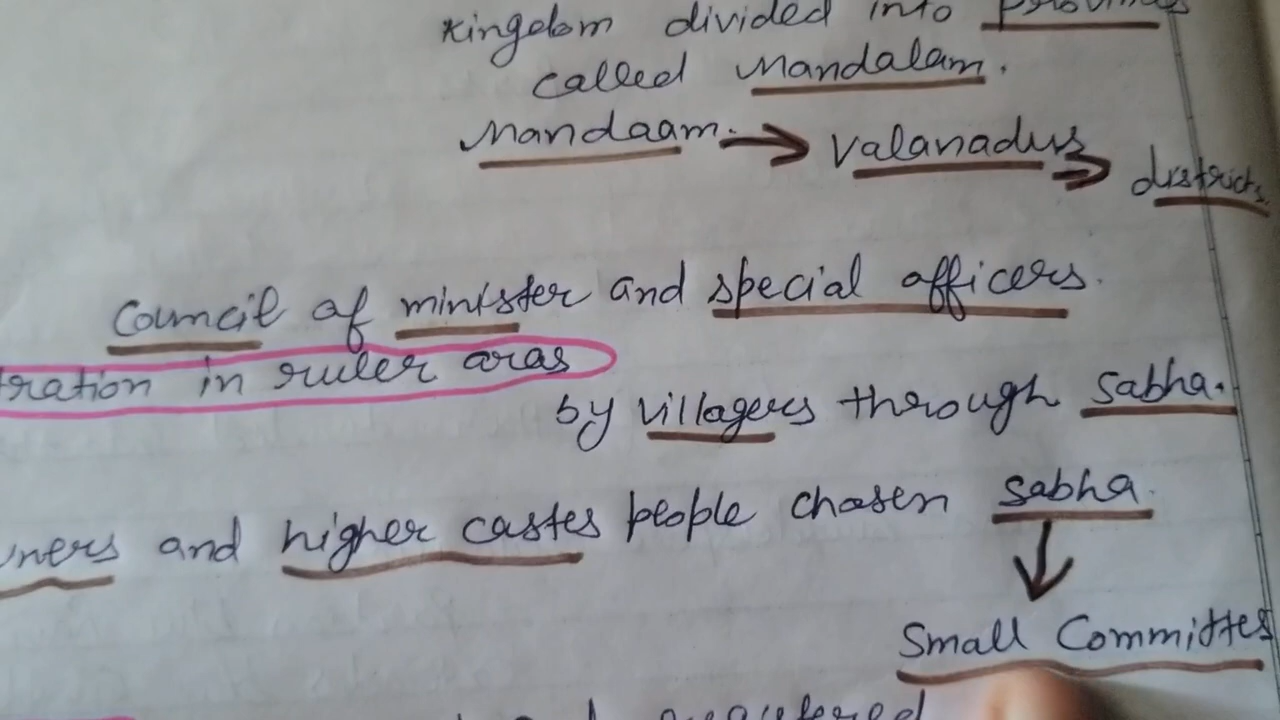 Kingdom divided into
called Mandalam.
Mandaam. → Valanadus → districts.
Council of minister and special officers.
tration in ruler aras
by villagers through sabha.
uners and higher castes people chosen sabha.
↓
Small Committes